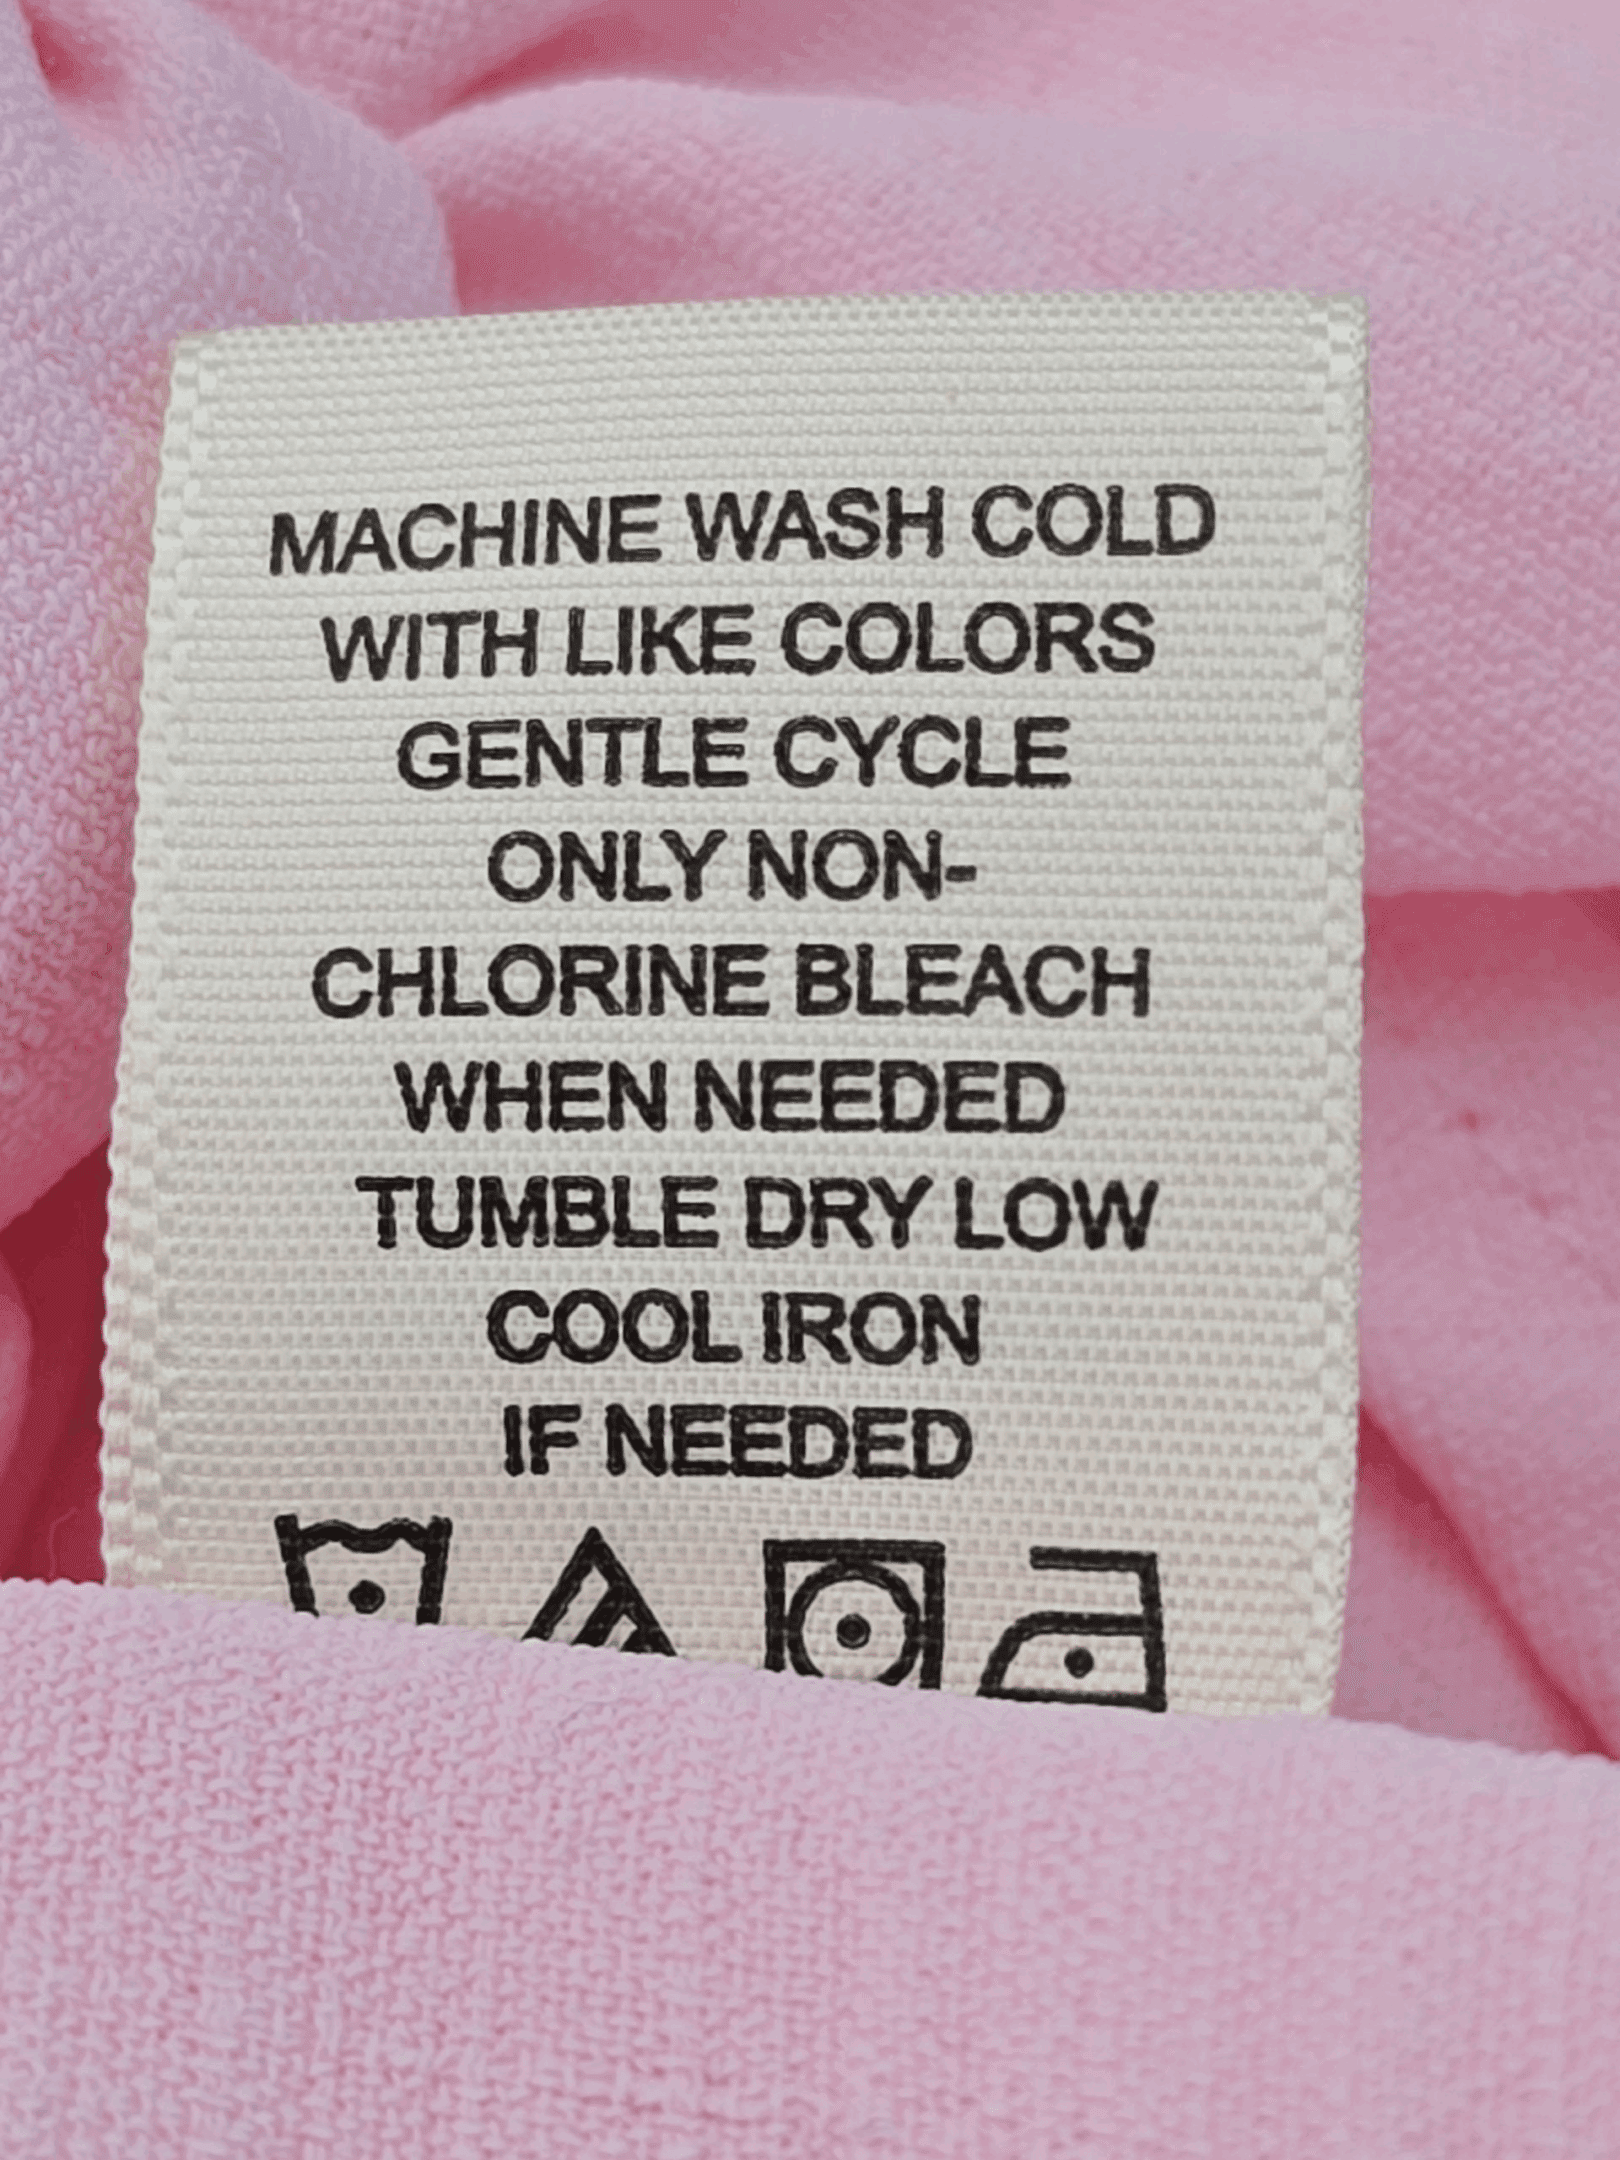 MACHINE WASH COLD
WITH LIKE COLORS
GENTLE CYCLE
ONLY NON-
CHLORINE BLEACH
WHEN NEEDED
TUMBLE DRY LOW
COOL IRON
IF NEEDED